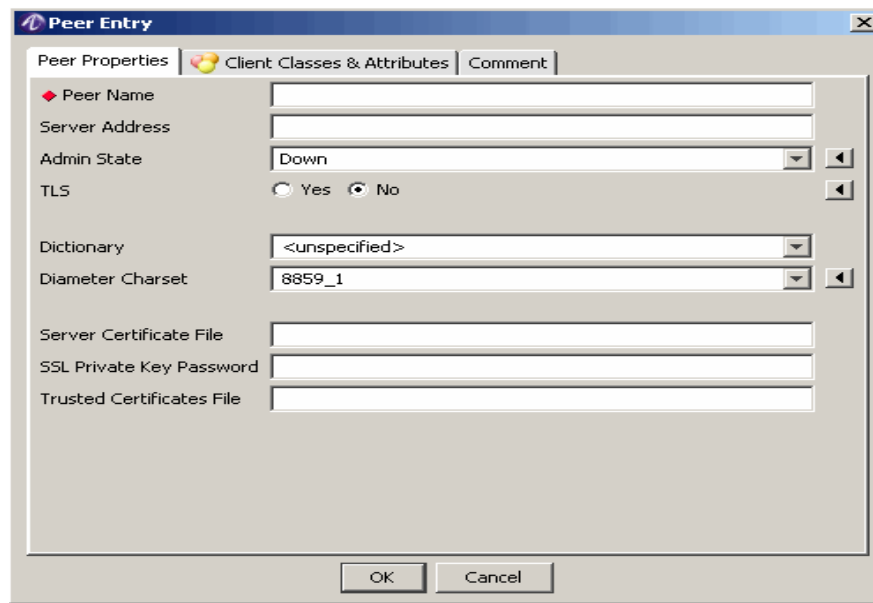 Peer Entry
Peer Properties Client Classes & Attributes Comment
Peer Name
Server Address
Admin State Down
TLS Yes No
Dictionary <unspecified>
Diameter Charset 8859_1
Server Certificate File
SSL Private Key Password
Trusted Certificates File
OK Cancel